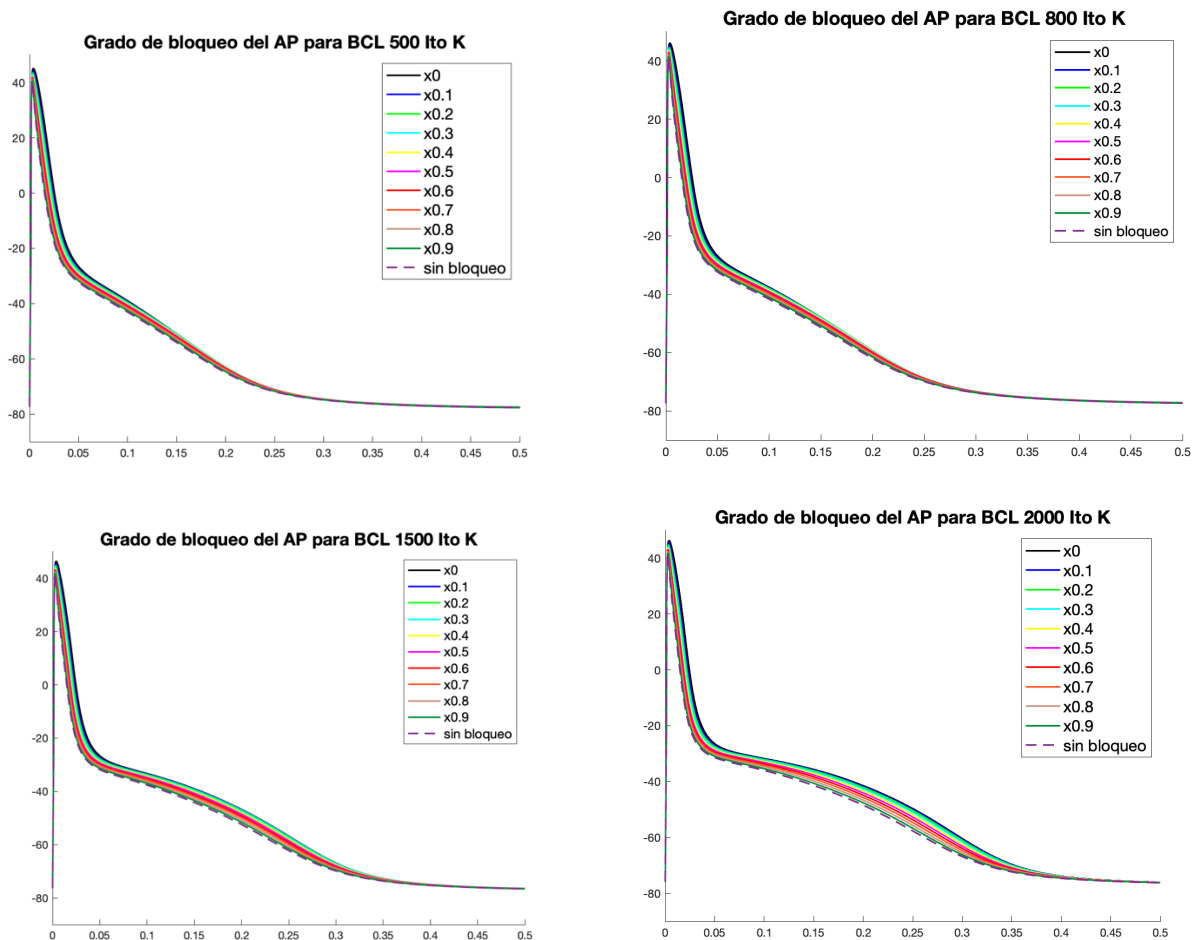 Grado de bloqueo del AP para BCL 500 Ito K
40
20
0
-20
-40
-60
-80
0 0.05 0.1 0.15 0.2 0.25 0.3 0.35 0.4 0.45 0.5
x0
x0.1
x0.2
x0.3
x0.4
x0.5
x0.6
x0.7
x0.8
x0.9
sin bloqueo
Grado de bloqueo del AP para BCL 800 Ito K
40
20
0
-20
-40
-60
-80
0 0.05 0.1 0.15 0.2 0.25 0.3 0.35 0.4 0.45 0.5
x0
x0.1
x0.2
x0.3
x0.4
x0.5
x0.6
x0.7
x0.8
x0.9
sin bloqueo
Grado de bloqueo del AP para BCL 1500 Ito K
40
20
0
-20
-40
-60
-80
0 0.05 0.1 0.15 0.2 0.25 0.3 0.35 0.4 0.45 0.5
x0
x0.1
x0.2
x0.3
x0.4
x0.5
x0.6
x0.7
x0.8
x0.9
sin bloqueo
Grado de bloqueo del AP para BCL 2000 Ito K
40
20
0
-20
-40
-60
-80
0 0.05 0.1 0.15 0.2 0.25 0.3 0.35 0.4 0.45 0.5
x0
x0.1
x0.2
x0.3
x0.4
x0.5
x0.6
x0.7
x0.8
x0.9
sin bloqueo